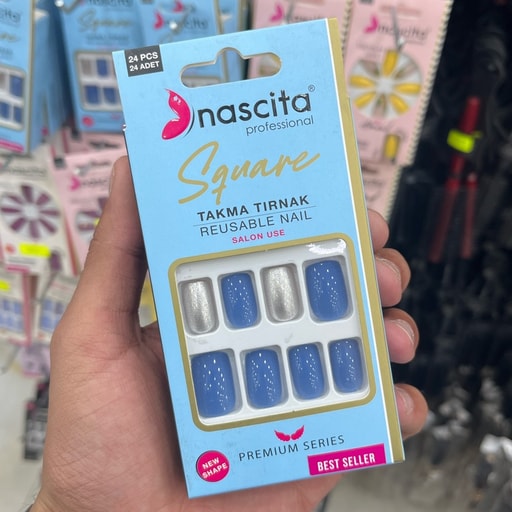 24 PCS
24 ADET
nascita®
professional
Square
TAKMA TIRNAK
REUSABLE NAIL
SALON USE
NEW
SHAPE
PREMIUM SERIES
BEST SELLER
nascita